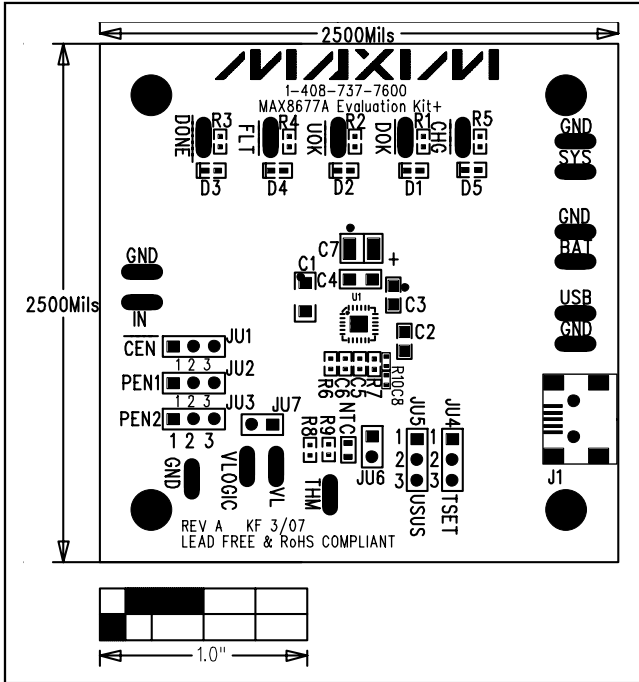 2500Mils
MAXIM
1-408-737-7600
MAX8677A Evaluation Kit+
DONE R3 FLT R4 UOK R2 DOK R1 CHG R5
D3 D4 D2 D1 D5
GND
SYS
GND
BAT
USB
GND
GND
IN
2500Mils
C7
+
C1
C4
U1
C3
C2
CEN JU1
1 2 3
PEN1 JU2
1 2 3
PEN2 JU3
1 2 3
R6 C6 C5 R7 R10 C8
JU7
R8 R9 NTC
JU6
JU5 JU4
1 1
2 2
3 3
USUS TSET
J1
GND VLOGIC VL THM
REV A KF 3/07
LEAD FREE & RoHS COMPLIANT
1.0"